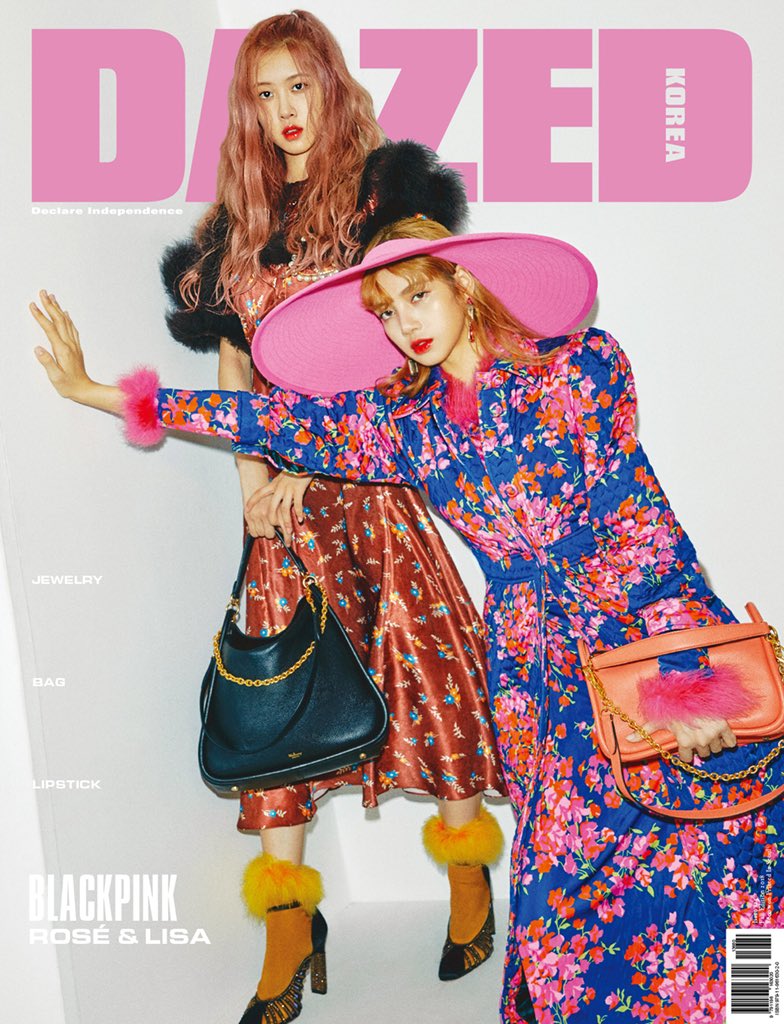 DAZED
KOREA
Declare Independence
JEWELRY
BAG
LIPSTICK
BLACKPINK
ROSÉ & LISA